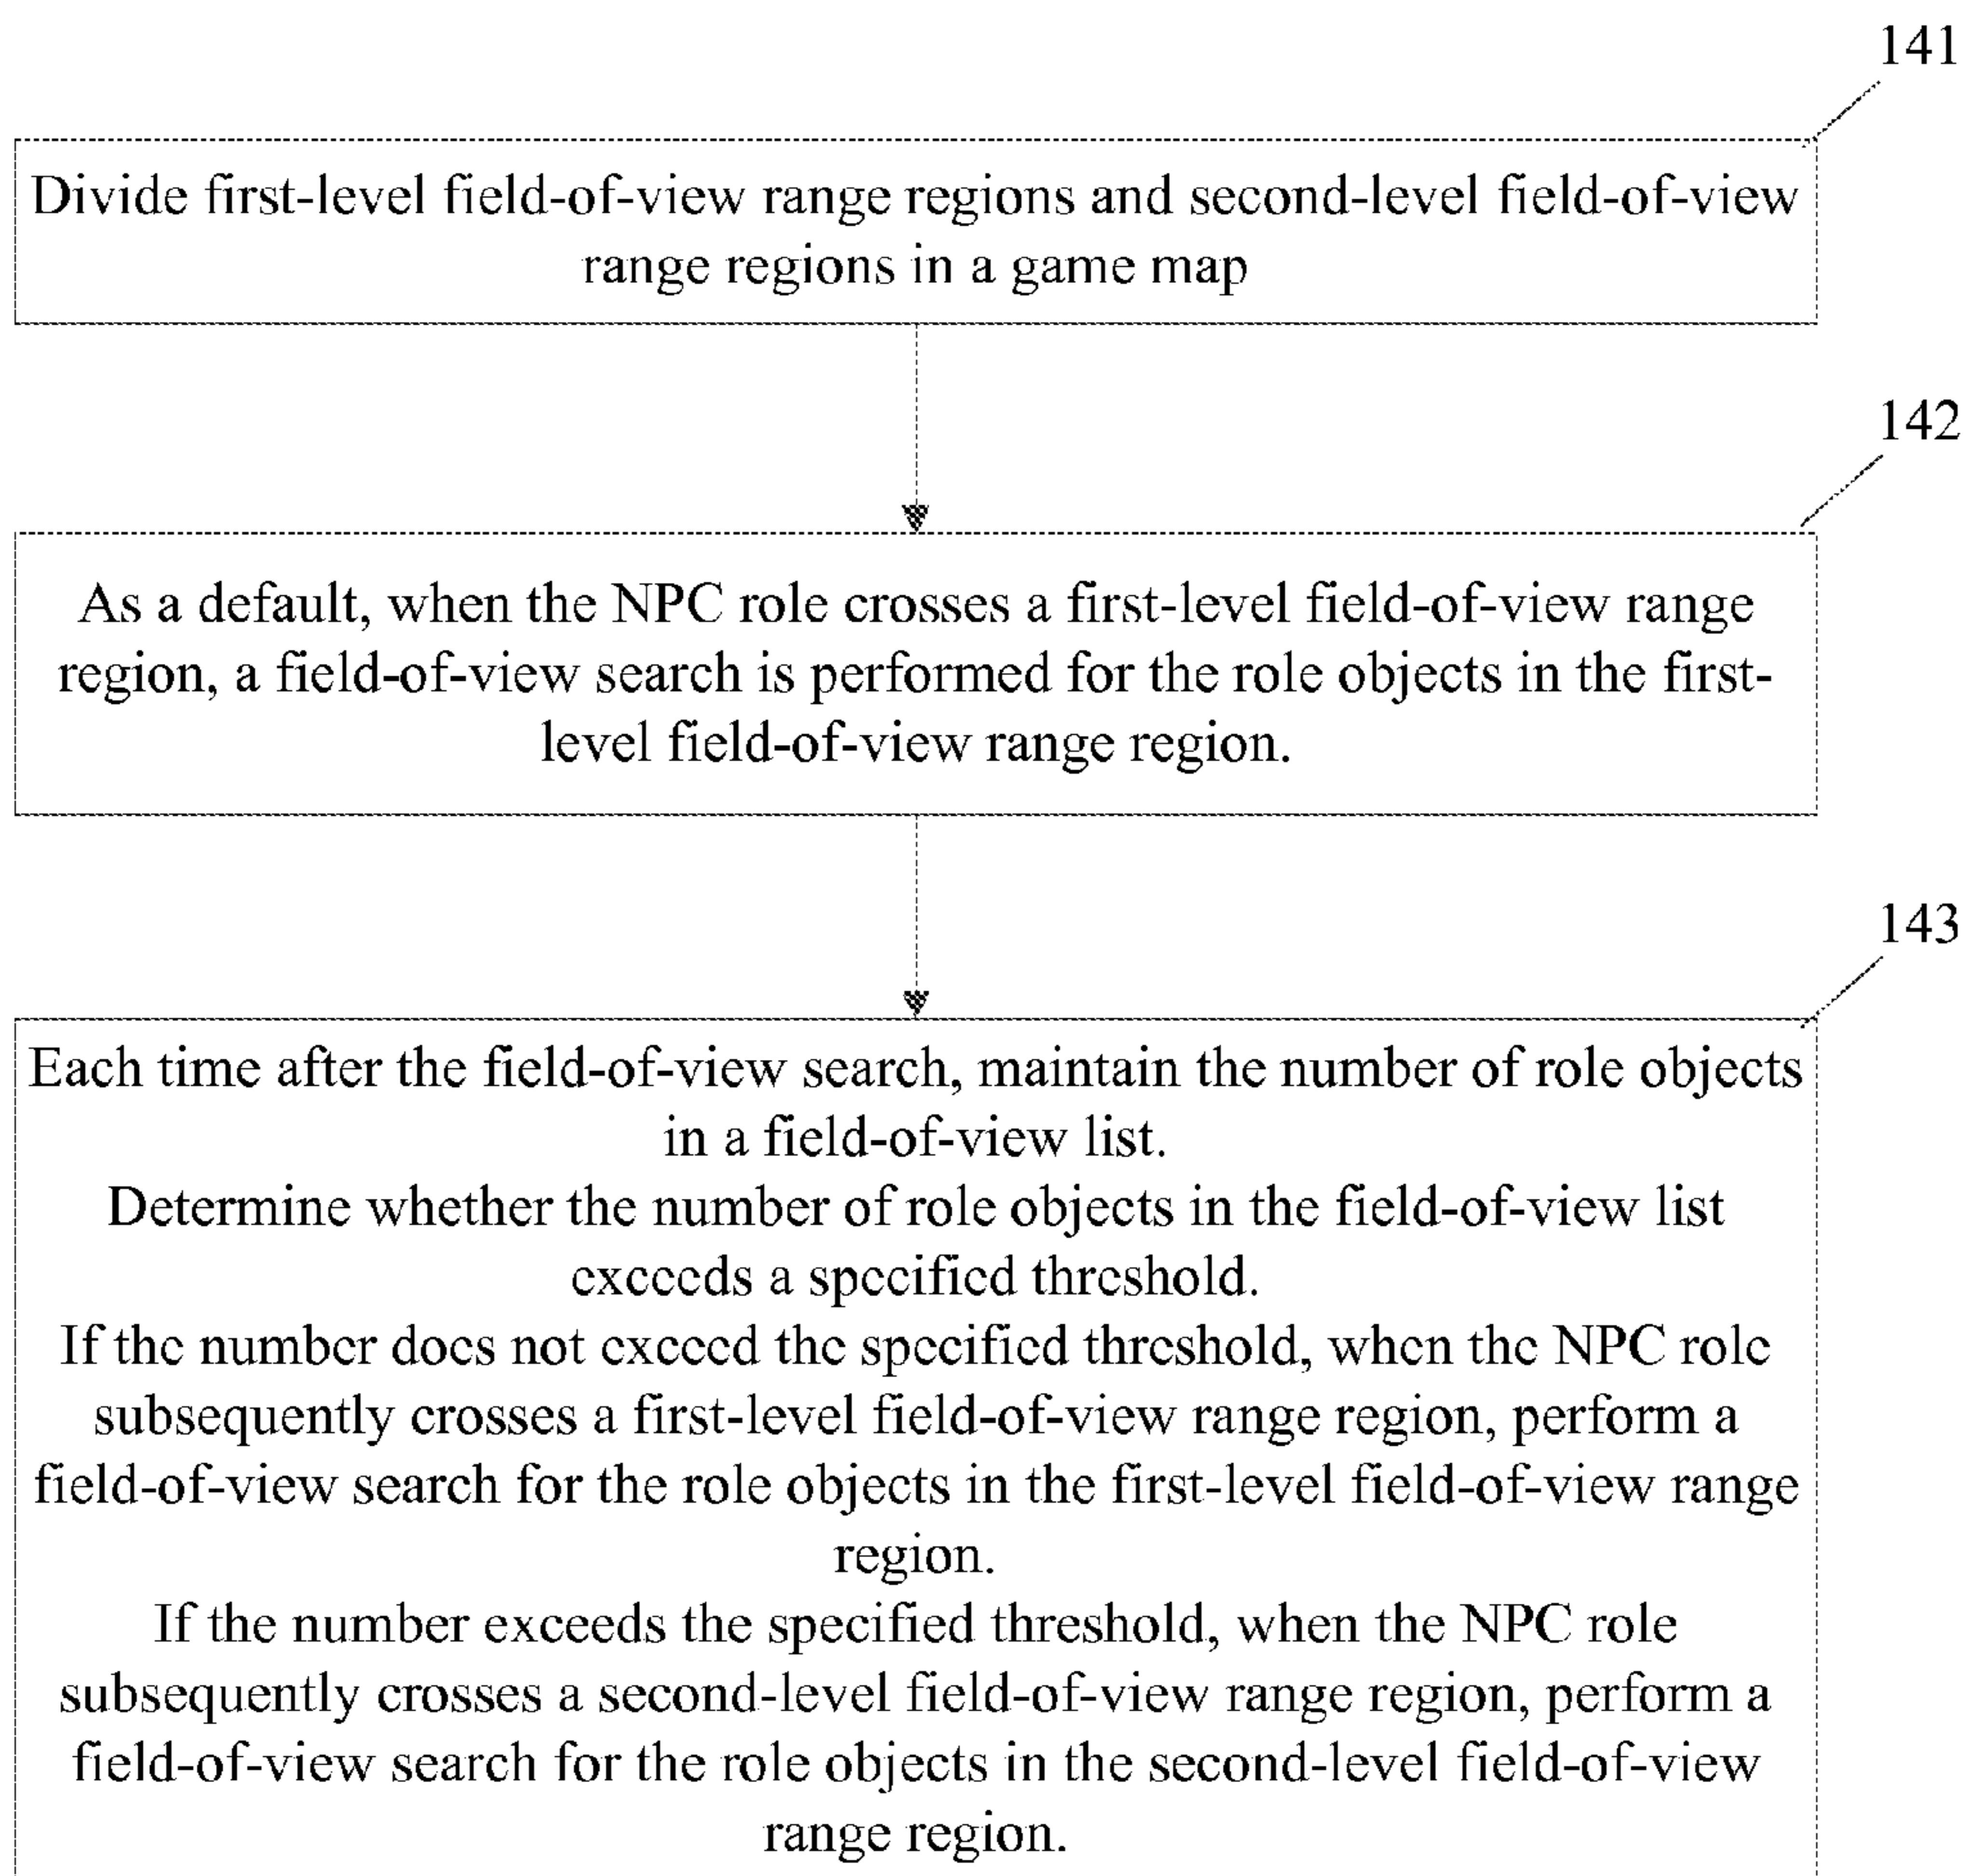 141
Divide first-level field-of-view range regions and second-level field-of-view
range regions in a game map
142
As a default, when the NPC role crosses a first-level field-of-view range
region, a field-of-view search is performed for the role objects in the first-
level field-of-view range region.
143
Each time after the field-of-view search, maintain the number of role objects
in a field-of-view list.
Determine whether the number of role objects in the field-of-view list
exceeds a specified threshold.
If the number does not exceed the specified threshold, when the NPC role
subsequently crosses a first-level field-of-view range region, perform a
field-of-view search for the role objects in the first-level field-of-view range
region.
If the number exceeds the specified threshold, when the NPC role
subsequently crosses a second-level field-of-view range region, perform a
field-of-view search for the role objects in the second-level field-of-view
range region.